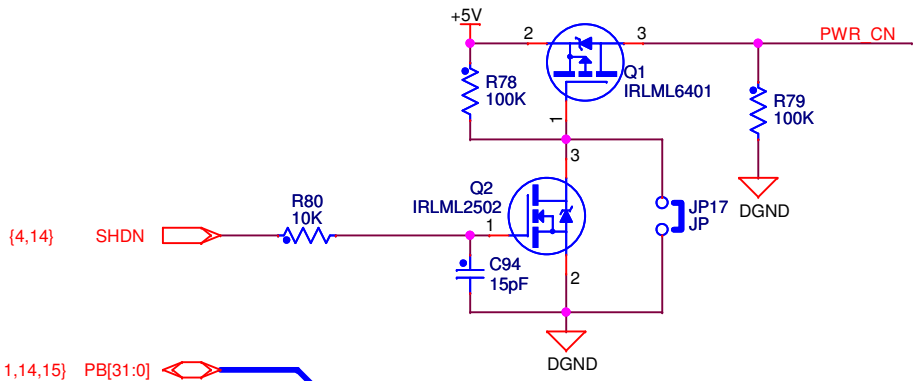 +5V
2
3
PWR_CN
R78
100K
Q1
IRLML6401
1
R79
100K
DGND
3
Q2
IRLML2502
R80
10K
1
{4,14}
SHDN
JP17
JP
C94
15pF
2
DGND
1,14,15}
PB[31:0]